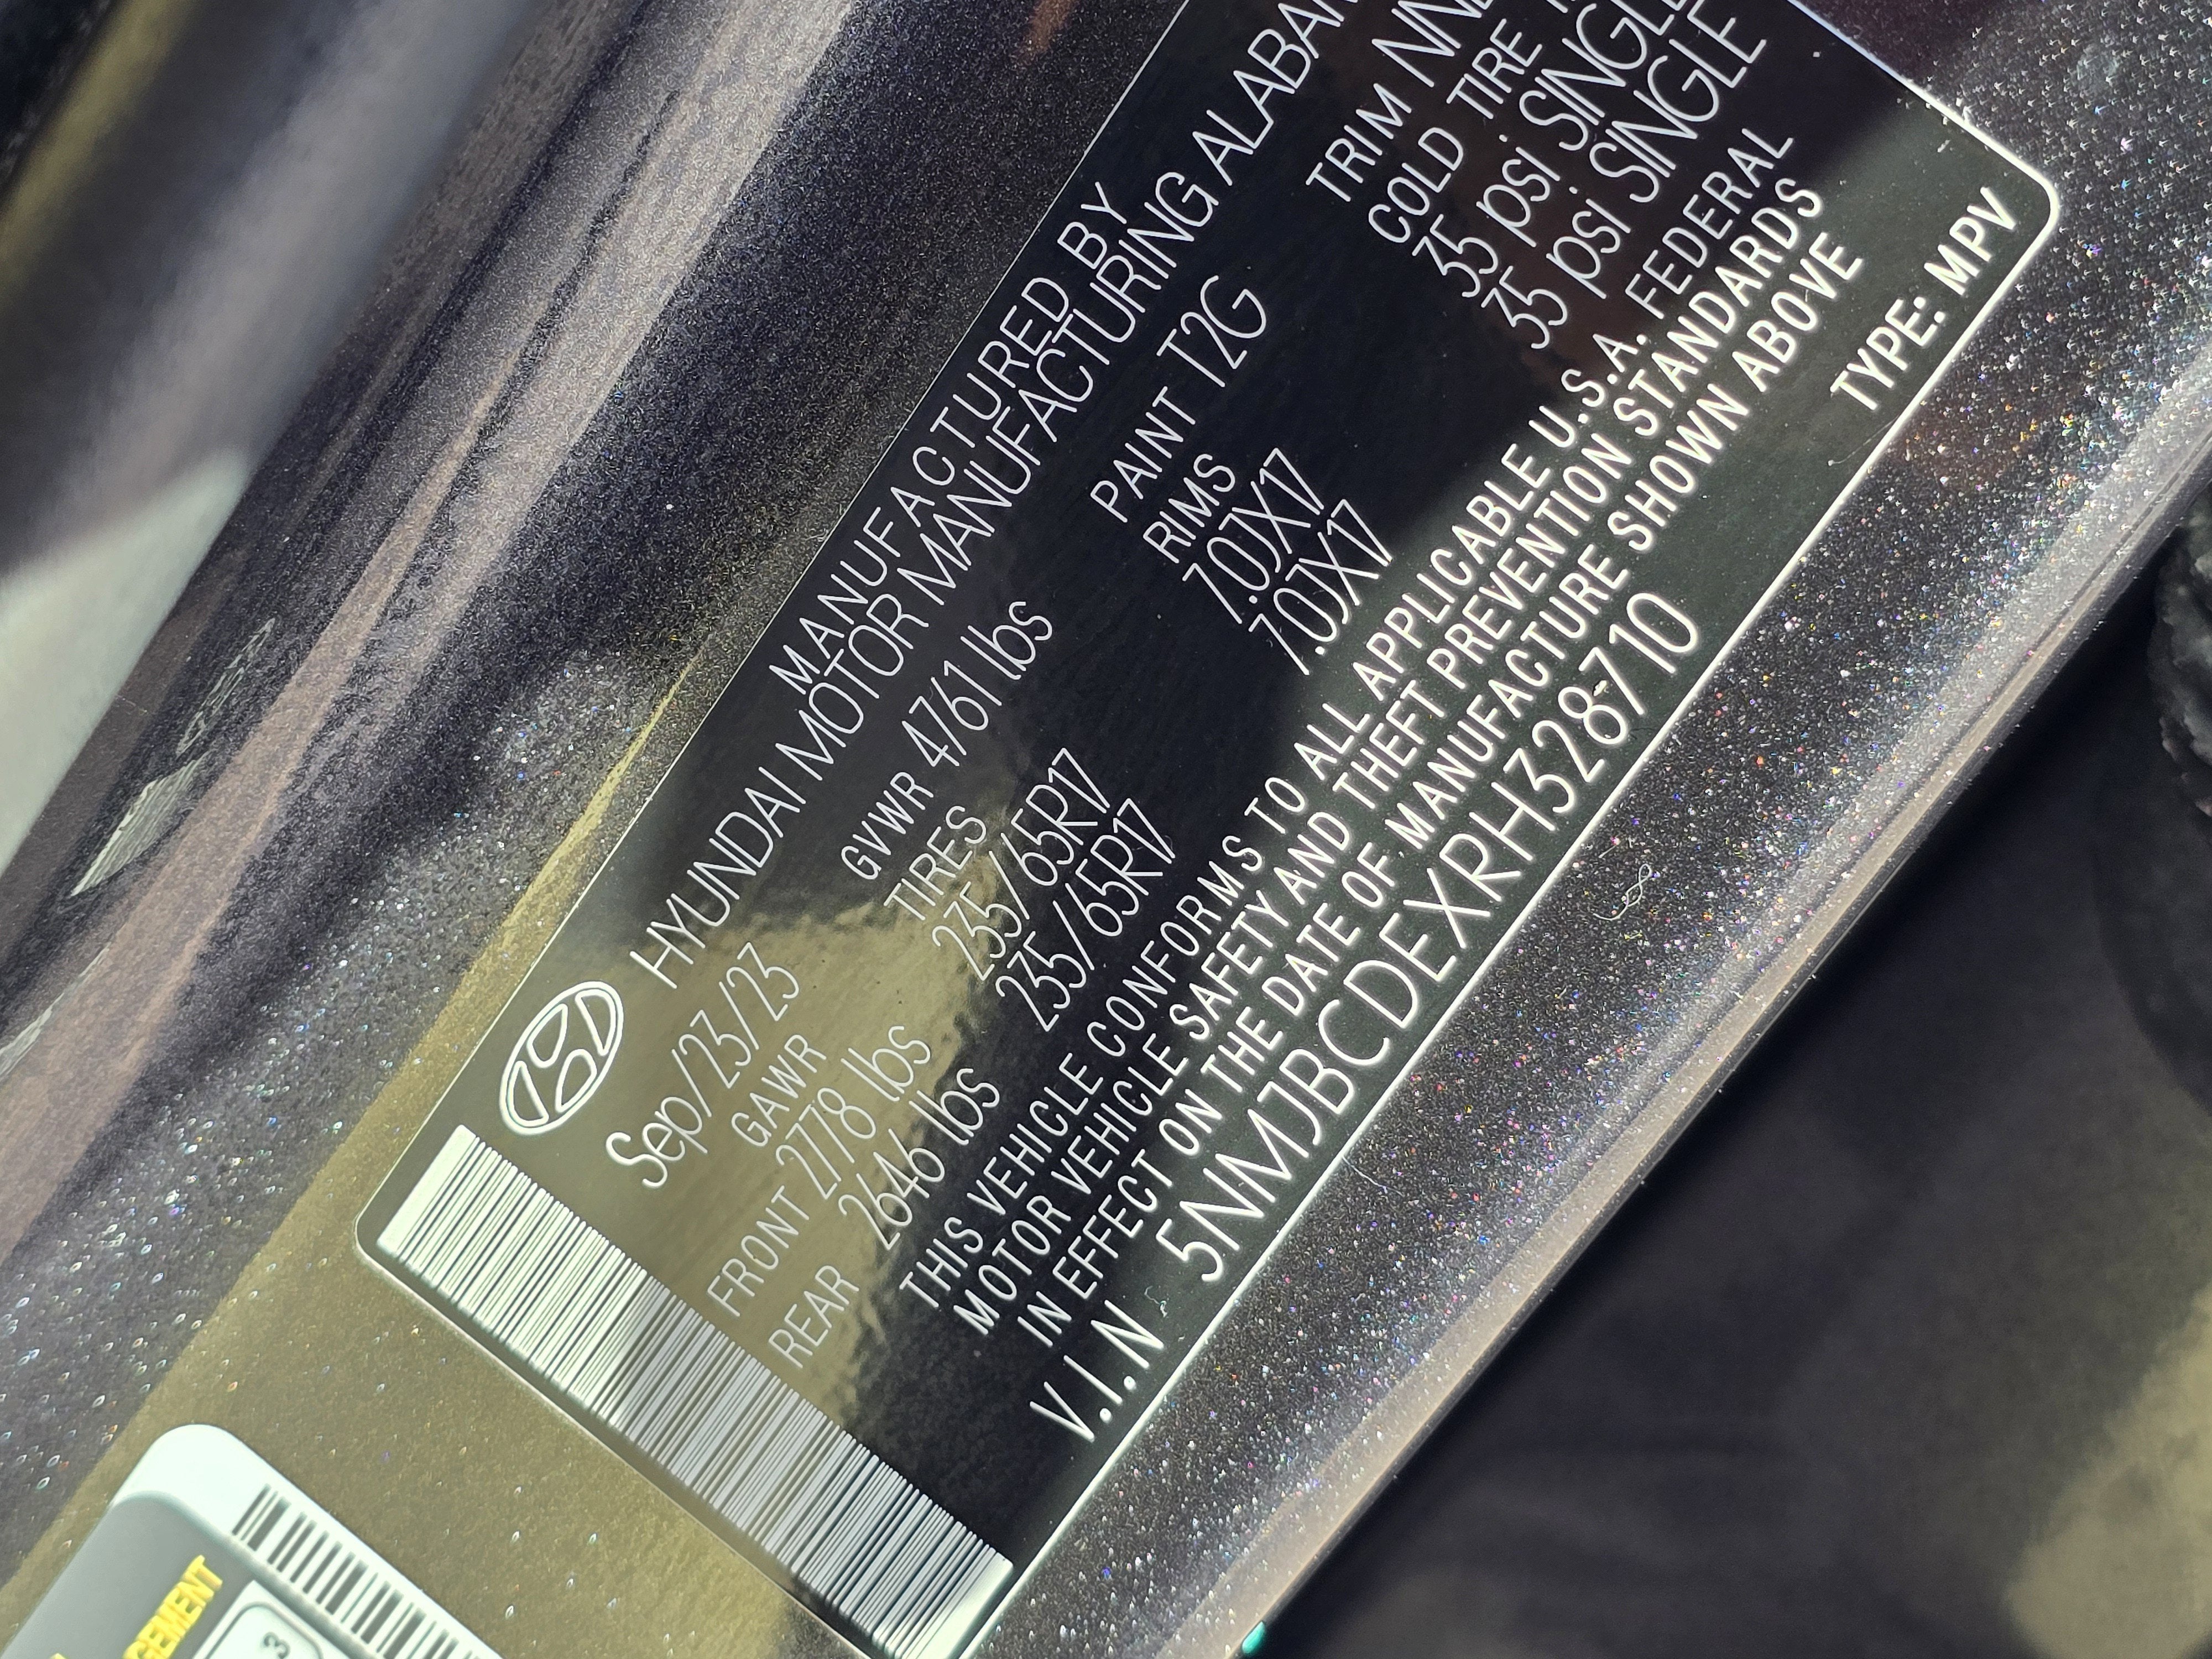 MANUFACTURED BY
HYUNDAI MOTOR MANUFACTURING
Sep/23/23 GVWR 4761 lbs PAINT T2G TRIM
GAWR TIRES RIMS COLD TIRE
FRONT 2778 lbs 235/65R17 7.0JX17 35 psi SINGLE
REAR 2646 lbs 235/65R17 7.0JX17 35 psi SINGLE
THIS VEHICLE CONFORMS TO ALL APPLICABLE U.S.A. FEDERAL
MOTOR VEHICLE SAFETY AND THEFT PREVENTION STANDARDS
IN EFFECT ON THE DATE OF MANUFACTURE SHOWN ABOVE
V.I.N 5NMJBCDEXRH328710 TYPE: MPV
3